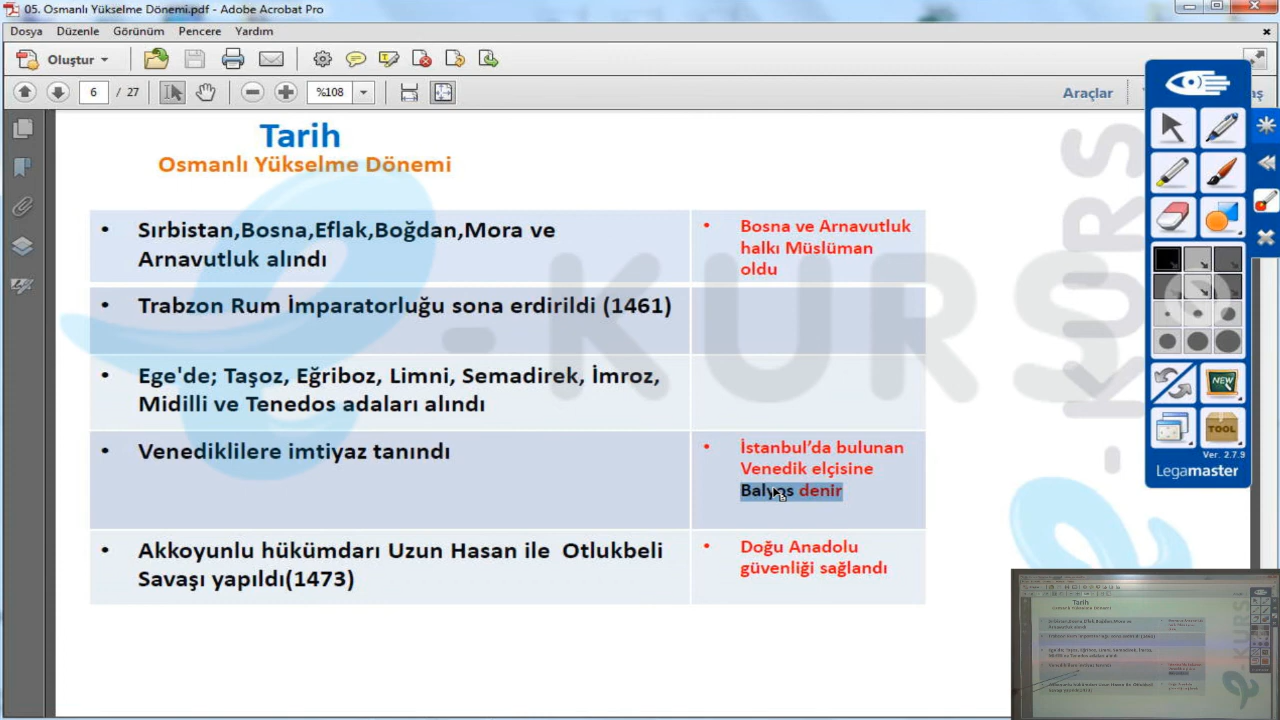 05. Osmanlı Yükselme Dönemi.pdf - Adobe Acrobat Pro
Dosya Düzenle Görünüm Pencere Yardım
Oluştur
6 / 27 %108 Araçlar
Tarih
Osmanlı Yükselme Dönemi
• Sırbistan,Bosna,Eflak,Boğdan,Mora ve
Arnavutluk alındı
• Bosna ve Arnavutluk
halkı Müslüman
oldu
• Trabzon Rum İmparatorluğu sona erdirildi (1461)
• Ege'de; Taşoz, Eğriboz, Limni, Semadirek, İmroz,
Midilli ve Tenedos adaları alındı
• Venediklilere imtiyaz tanındı
• İstanbul’da bulunan
Venedik elçisine
Balyos denir
• Akkoyunlu hükümdarı Uzun Hasan ile Otlukbeli
Savaşı yapıldı(1473)
• Doğu Anadolu
güvenliği sağlandı
e-KURS
NEW
TOOL
Ver. 2.7.9
Legamaster